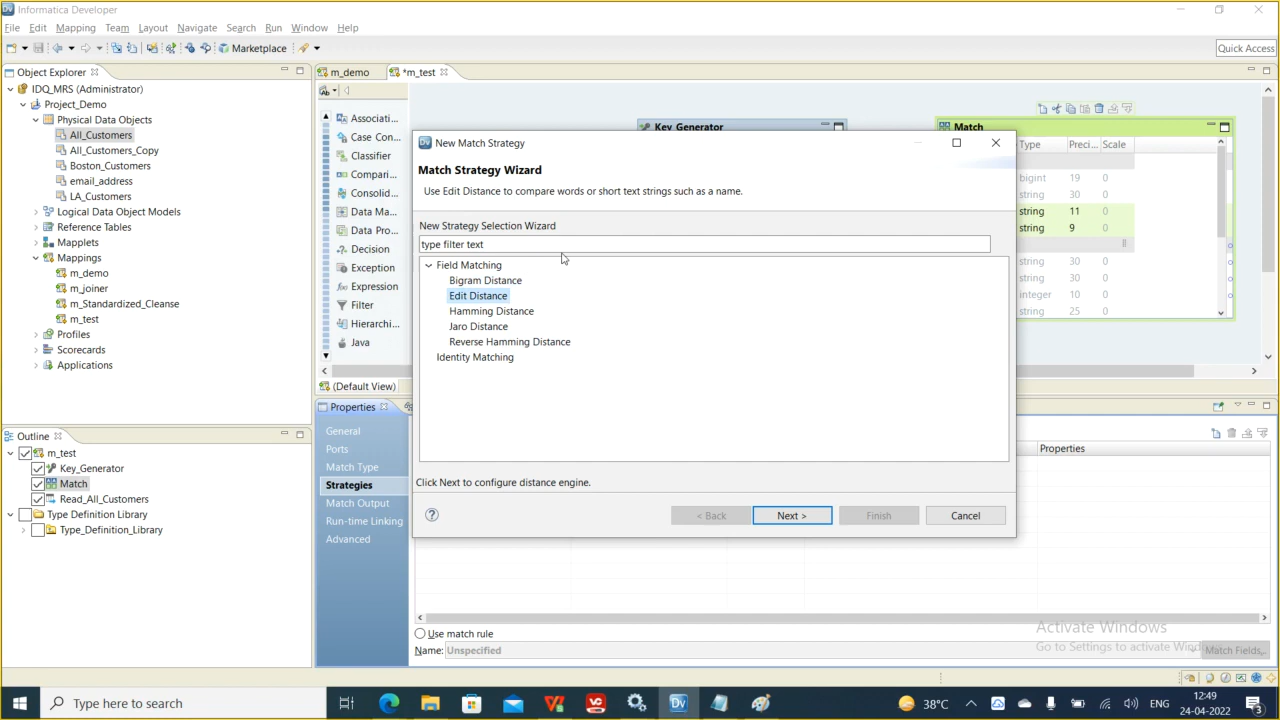 Informatica Developer
File Edit Mapping Team Layout Navigate Search Run Window Help
Marketplace
Quick Access
Object Explorer
IDQ_MRS (Administrator)
Project_Demo
Physical Data Objects
All_Customers
All_Customers_Copy
Boston_Customers
email_address
LA_Customers
Logical Data Object Models
Reference Tables
Mapplets
Mappings
m_demo
m_joiner
m_Standardized_Cleanse
m_test
Profiles
Scorecards
Applications
Outline
m_test
Key_Generator
Match
Read_All_Customers
Type Definition Library
Type_Definition_Library
m_demo
*m_test
Ab
Associati...
Case Con...
Classifier
Compari...
Consolid...
Data Ma...
Data Pro...
Decision
Exception
Expression
Filter
Hierarchi...
Java
(Default View)
Key_Generator
Match
Type Preci... Scale
bigint 19 0
string 30 0
string 11 0
string 9 0
string 30 0
string 30 0
integer 10 0
string 25 0
New Match Strategy
Match Strategy Wizard
Use Edit Distance to compare words or short text strings such as a name.
New Strategy Selection Wizard
type filter text
Field Matching
Bigram Distance
Edit Distance
Hamming Distance
Jaro Distance
Reverse Hamming Distance
Identity Matching
Click Next to configure distance engine.
< Back
Next >
Finish
Cancel
Properties
General
Ports
Match Type
Strategies
Match Output
Run-time Linking
Advanced
Properties
Use match rule
Name: Unspecified
Match Fields..
Activate Windows
Go to Settings to activate Wind
Type here to search
38°C
ENG
12:49
24-04-2022
3